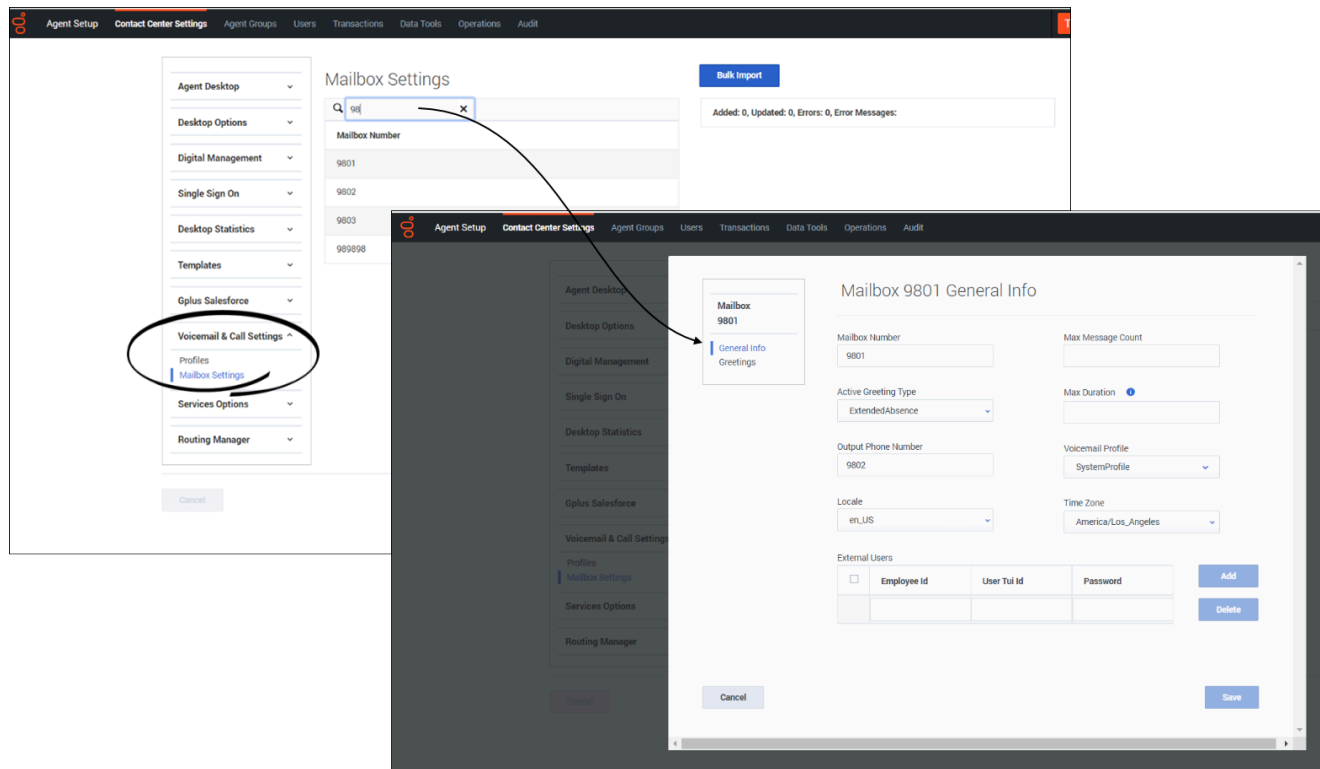 Agent Setup Contact Center Settings Agent Groups Users Transactions Data Tools Operations Audit T
Agent Desktop
Desktop Options
Digital Management
Single Sign On
Desktop Statistics
Templates
Gplus Salesforce
Voicemail & Call Settings
Profiles
Mailbox Settings
Services Options
Routing Manager
Cancel
Mailbox Settings
98
Mailbox Number
9801
9802
9803
989898
Bulk Import
Added: 0, Updated: 0, Errors: 0, Error Messages:
Agent Setup Contact Center Settings Agent Groups Users Transactions Data Tools Operations Audit
Agent Desktop
Desktop Options
Digital Management
Single Sign On
Desktop Statistics
Templates
Gplus Salesforce
Voicemail & Call Settings
Profiles
Mailbox Settings
Services Options
Routing Manager
Cancel
Mailbox
9801
General Info
Greetings
Mailbox 9801 General Info
Mailbox Number Max Message Count
9801
Active Greeting Type Max Duration
ExtendedAbsence
Output Phone Number Voicemail Profile
9802 SystemProfile
Locale Time Zone
en_US America/Los_Angeles
External Users
Employee Id User Tui Id Password
Add
Delete
Cancel Save